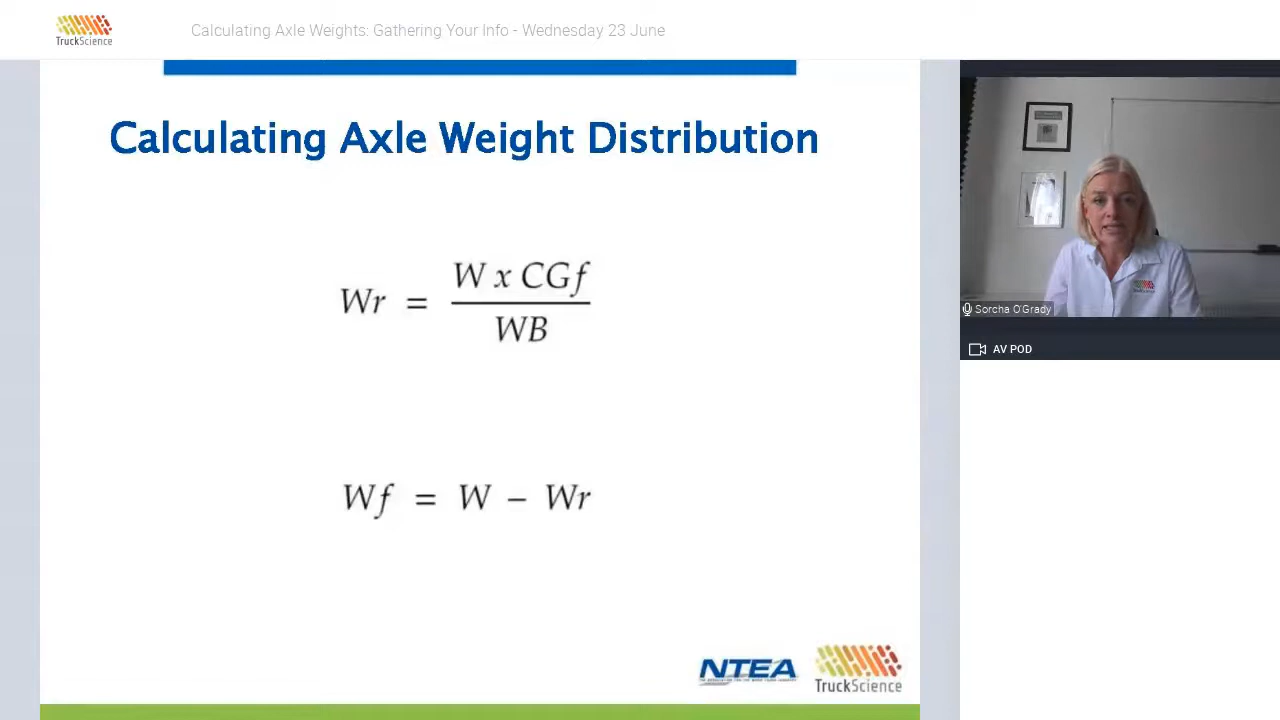 TruckScience
Calculating Axle Weights: Gathering Your Info - Wednesday 23 June
Calculating Axle Weight Distribution
Wr = W x CGf
WB
Wf = W – Wr
NTEA
TruckScience
Sorcha O'Grady
AV POD